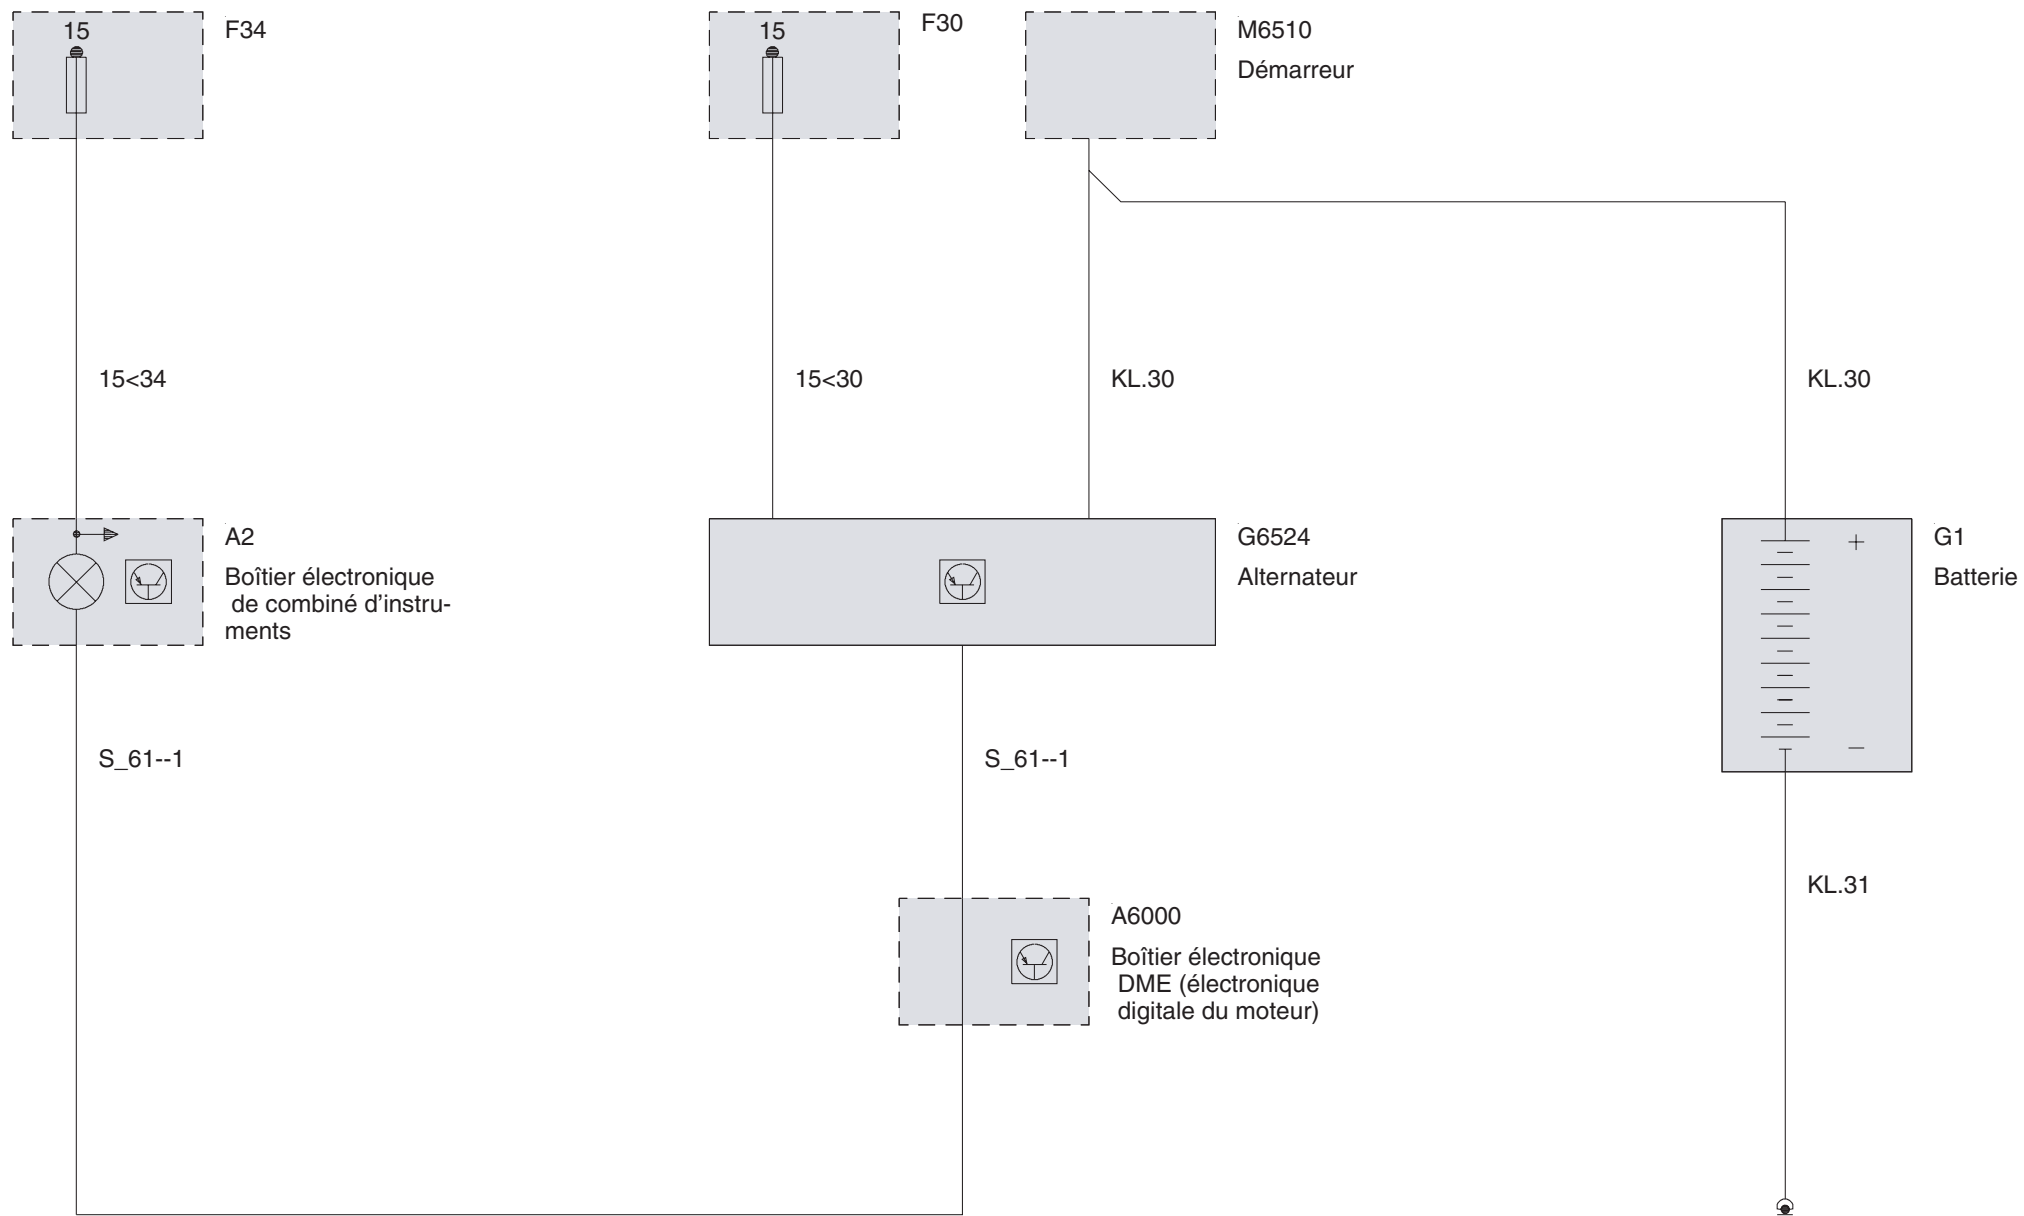 15
F34
15
F30
M6510
Démarreur
15<34
15<30
KL.30
KL.30
A2
Boîtier électronique
de combiné d’instru-
ments
G6524
Alternateur
+
G1
Batterie
–
S_61--1
S_61--1
KL.31
A6000
Boîtier électronique
DME (électronique
digitale du moteur)